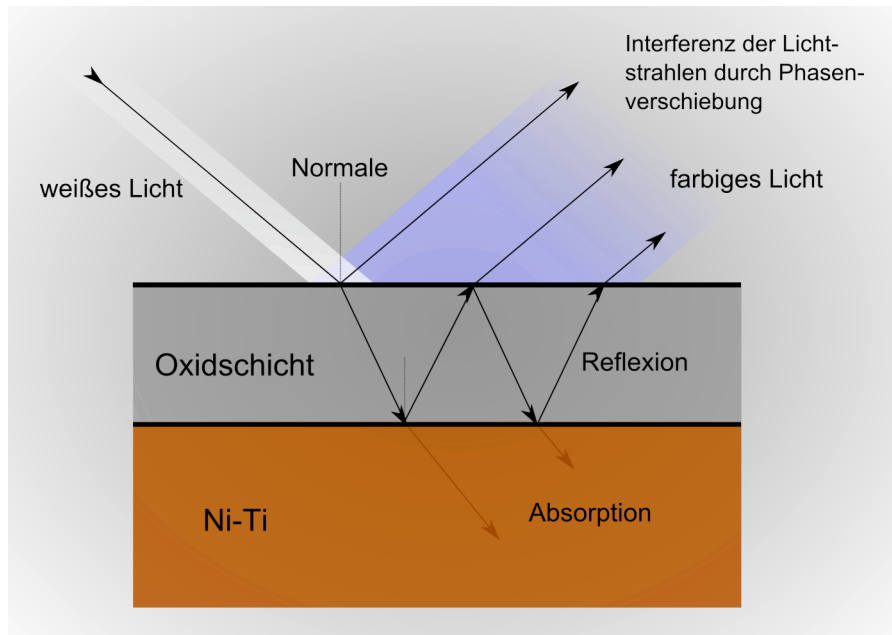 Interferenz der Licht-
strahlen durch Phasen-
verschiebung
Normale
weißes Licht
farbiges Licht
Oxidschicht
Reflexion
Ni-Ti
Absorption